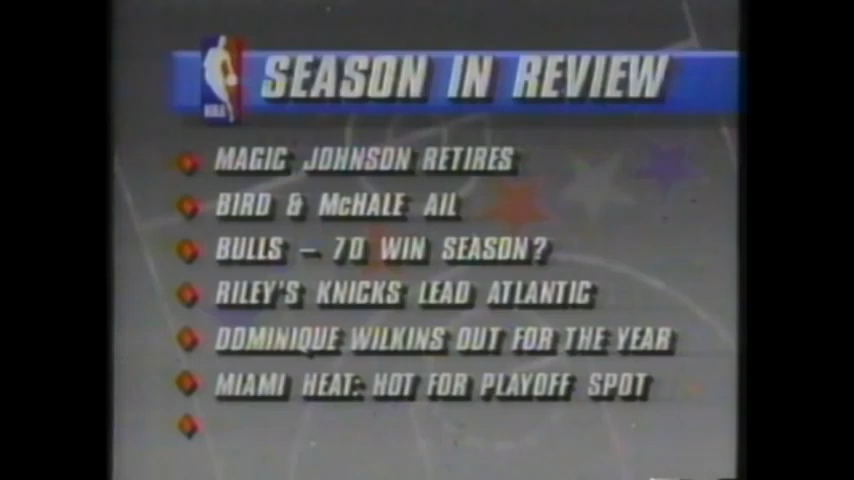 NBA
SEASON IN REVIEW
MAGIC JOHNSON RETIRES
BIRD & McHALE AIL
BULLS – 70 WIN SEASON?
RILEY'S KNICKS LEAD ATLANTIC
DOMINIQUE WILKINS OUT FOR THE YEAR
MIAMI HEAT: HOT FOR PLAYOFF SPOT